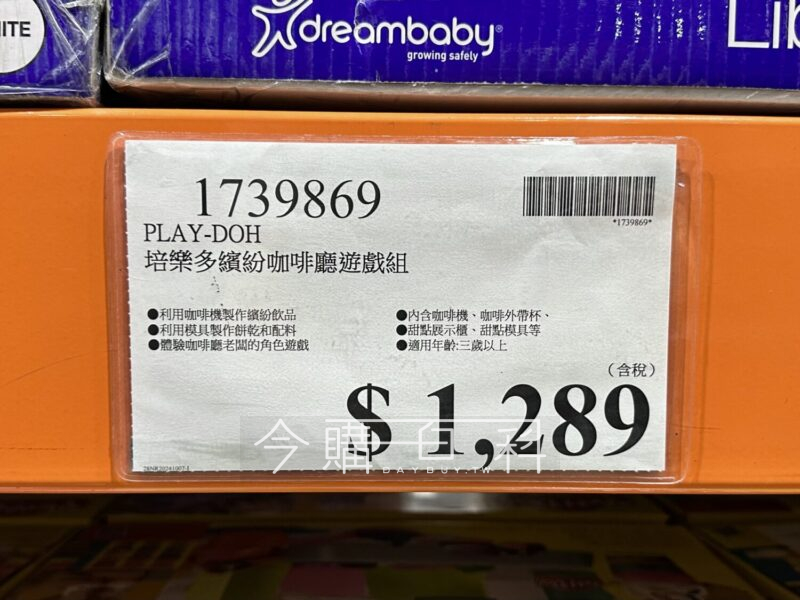 ITE
dreambaby®
growing safely
Lib
1739869
*1739869*
PLAY-DOH
培樂多繽紛咖啡廳遊戲組
●利用咖啡機製作繽紛飲品
●利用模具製作餅乾和配料
●體驗咖啡廳老闆的角色遊戲
●內含咖啡機、咖啡外帶杯、
●甜點展示櫃、甜點模具等
●適用年齡:三歲以上
（含稅）
$ 1,289
今購百科
DAYBUY.TW